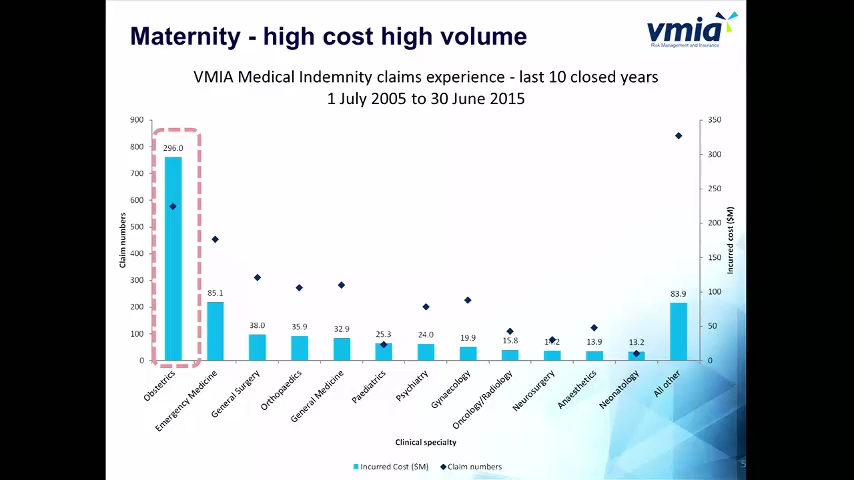 Maternity - high cost high volume
vmia
Risk Management and Insurance
VMIA Medical Indemnity claims experience - last 10 closed years
1 July 2005 to 30 June 2015
900
800
700
600
500
400
300
200
100
0
Claim numbers
350
300
250
200
150
100
50
0
Incurred cost ($M)
296.0
85.1
38.0
35.9
32.9
25.3
24.0
19.9
15.8
13.9
13.2
83.9
Obstetrics
Emergency Medicine
General Surgery
Orthopaedics
General Medicine
Paediatrics
Psychiatry
Gynaecology
Oncology/Radiology
Neurosurgery
Anaesthetics
Neonatology
All other
Clinical specialty
Incurred Cost ($M)
Claim numbers